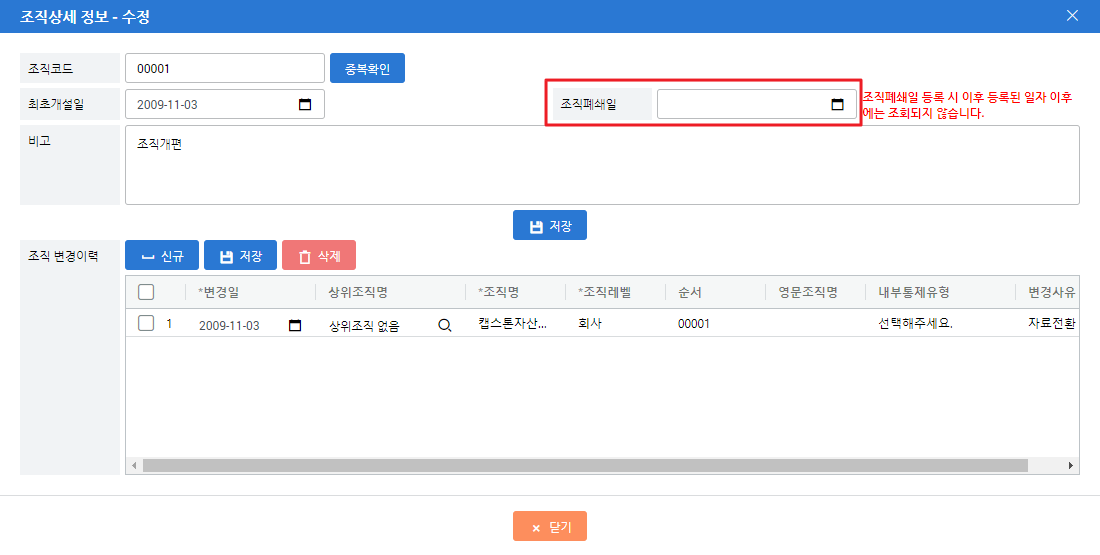 조직상세 정보 - 수정
조직코드 00001 중복확인
최초개설일 2009-11-03 조직폐쇄일 조직폐쇄일 등록 시 이후 등록된 일자 이후
에는 조회되지 않습니다.
비고 조직개편
저장
조직 변경이력 신규 저장 삭제
*변경일 상위조직명 *조직명 *조직레벨 순서 영문조직명 내부통제유형 변경사유
1 2009-11-03 상위조직 없음 캡스톤자산... 회사 00001 선택해주세요. 자료전환
닫기